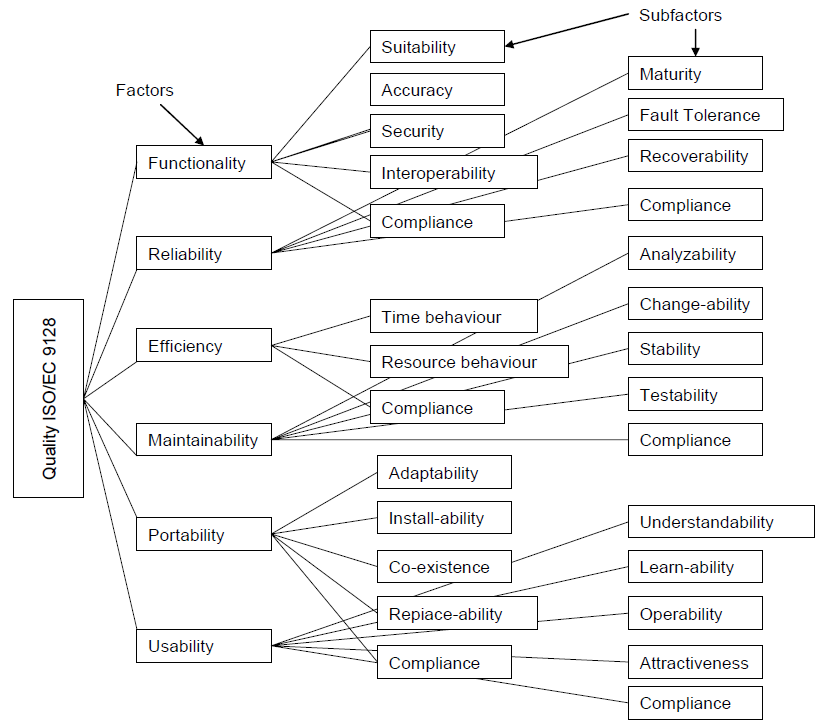 Subfactors
Suitability
Maturity
Factors
Accuracy
Fault Tolerance
Security
Functionality
Recoverability
Interoperability
Compliance
Compliance
Reliability
Analyzability
Change-ability
Time behaviour
Efficiency
Stability
Resource behaviour
Quality ISO/EC 9128
Testability
Compliance
Maintainability
Compliance
Adaptability
Install-ability
Understandability
Portability
Co-existence
Learn-ability
Repiace-ability
Operability
Usability
Compliance
Attractiveness
Compliance